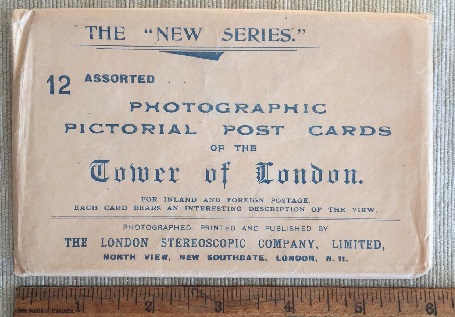 THE "NEW SERIES."
12 ASSORTED
PHOTOGRAPHIC
PICTORIAL POST CARDS
OF THE
Tower of London.
FOR INLAND AND FOREIGN POSTAGE.
EACH CARD BEARS AN INTERESTING DESCRIPTION OF THE VIEW.
PHOTOGRAPHED, PRINTED AND PUBLISHED BY
THE LONDON STEREOSCOPIC COMPANY, LIMITED,
NORTH VIEW, NEW SOUTHGATE, LONDON, N. 11.
1 2 3 4 5 6